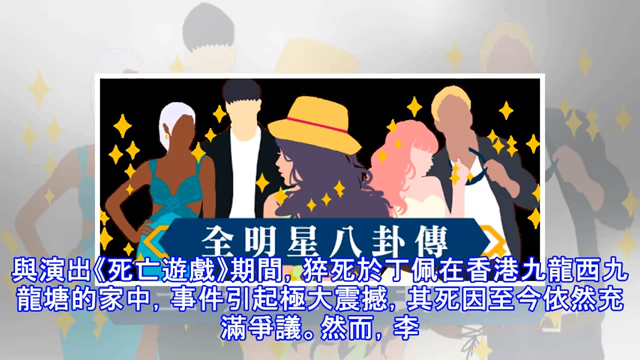 全明星八卦傳
與演出《死亡遊戲》期間, 猝死於丁佩在香港九龍西九
龍塘的家中, 事件引起極大震撼, 其死因至今依然充
滿爭議。然而, 李